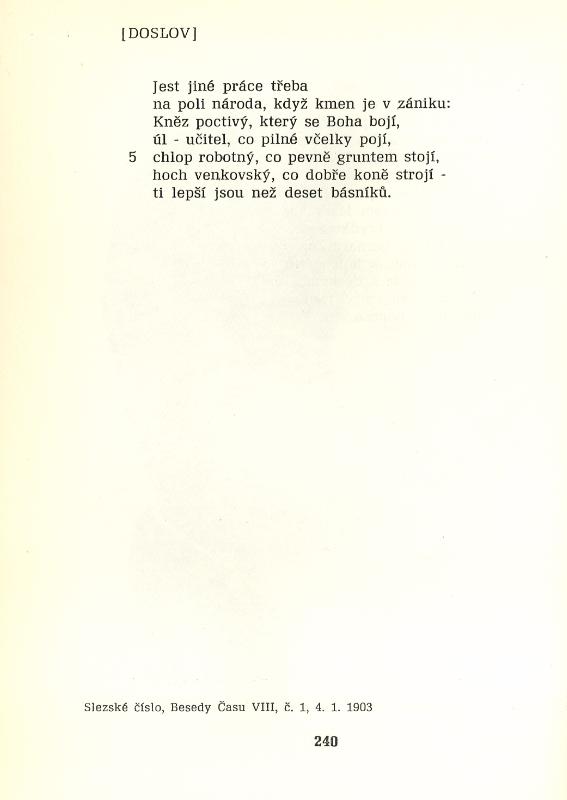 [DOSLOV]
Jest jiné práce třeba
na poli národa, když kmen je v zániku:
Kněz poctivý, který se Boha bojí,
úl - učitel, co pilné včelky pojí,
5 chlop robotný, co pevně gruntem stojí,
hoch venkovský, co dobře koně strojí -
ti lepší jsou než deset básníků.
Slezské číslo, Besedy Času VIII, č. 1, 4. 1. 1903
240